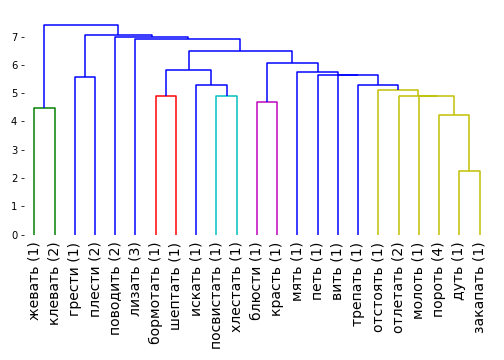 7
6
5
4
3
2
1
0
жевать (1)
клевать (2)
грести (1)
плести (2)
поводить (2)
лизать (3)
бормотать (1)
шептать (1)
искать (1)
посвистать (1)
хлестать (1)
блюсти (1)
красть (1)
мять (1)
петь (1)
вить (1)
трепать (1)
отстоять (1)
отлетать (2)
молоть (1)
пороть (4)
дуть (1)
закапать (1)